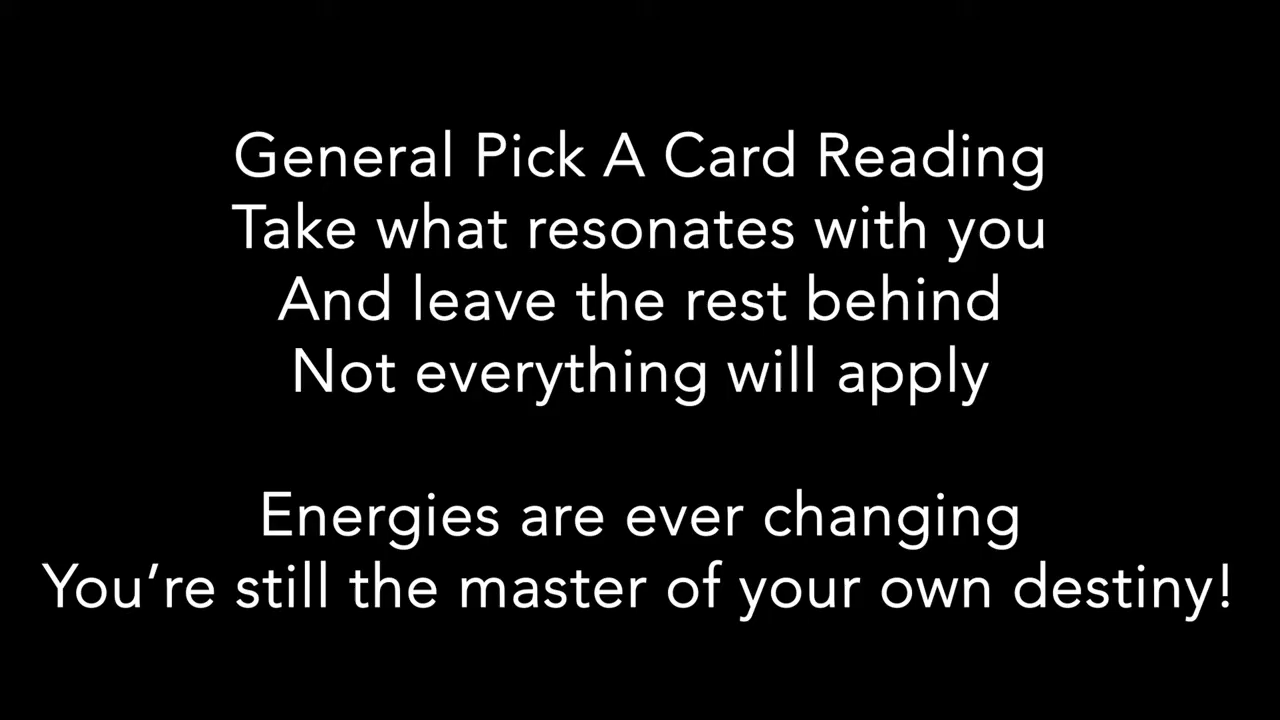 General Pick A Card Reading
Take what resonates with you
And leave the rest behind
Not everything will apply
Energies are ever changing
You’re still the master of your own destiny!